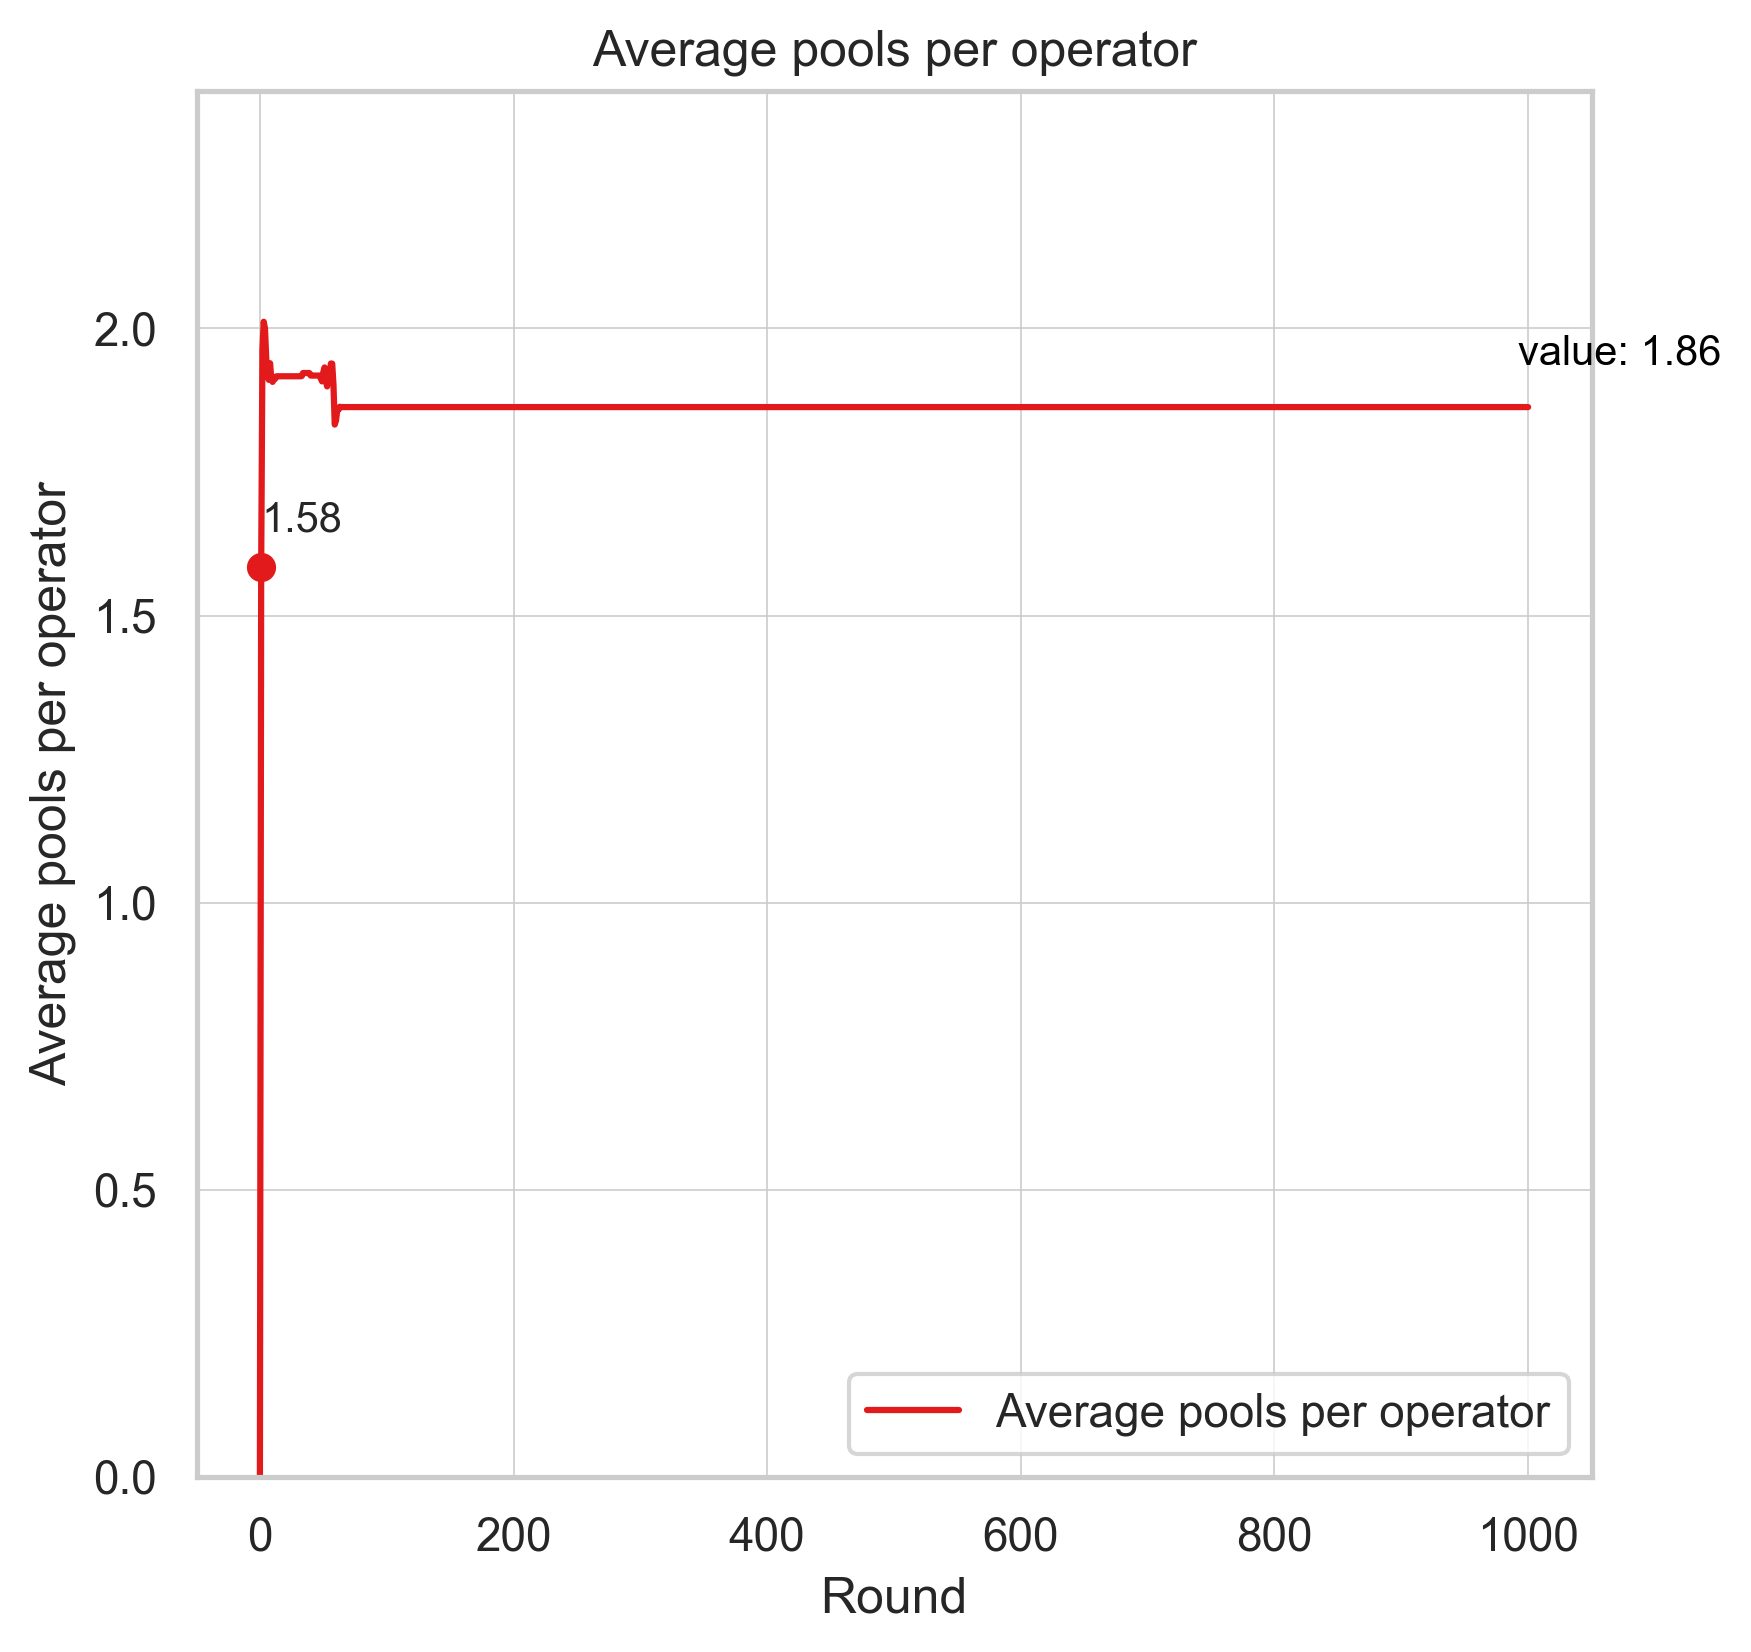 Average pools per operator
Average pools per operator
2.0
1.5
1.0
0.5
0.0
value: 1.86
1.58
Average pools per operator
0 200 400 600 800 1000
Round